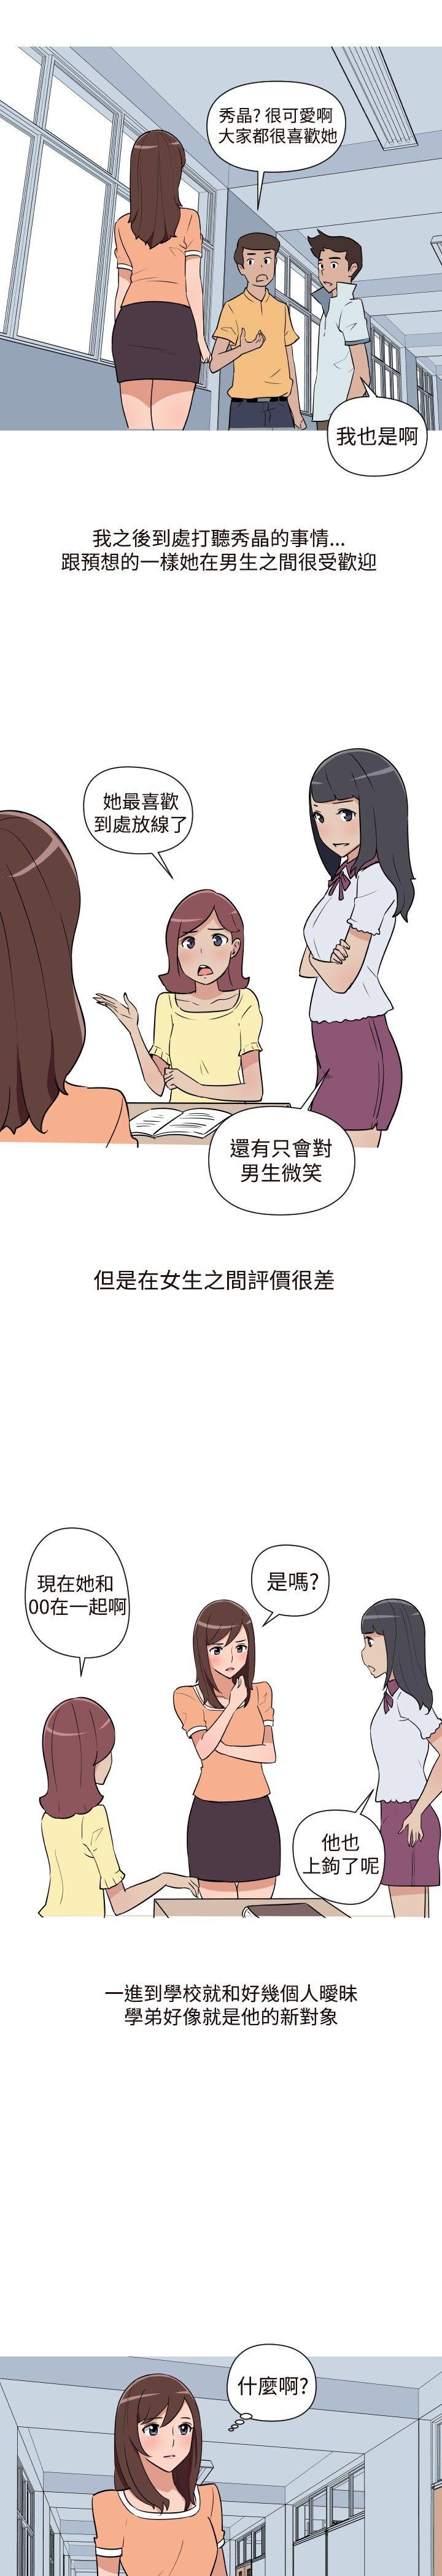 秀晶? 很可愛啊
大家都很喜歡她
我也是啊
我之後到處打聽秀晶的事情...
跟預想的一樣她在男生之間很受歡迎
她最喜歡
到處放線了
還有只會對
男生微笑
但是在女生之間評價很差
現在她和
00在一起啊
是嗎?
他也
上鉤了呢
一進到學校就和好幾個人曖昧
學弟好像就是他的新對象
什麼啊?